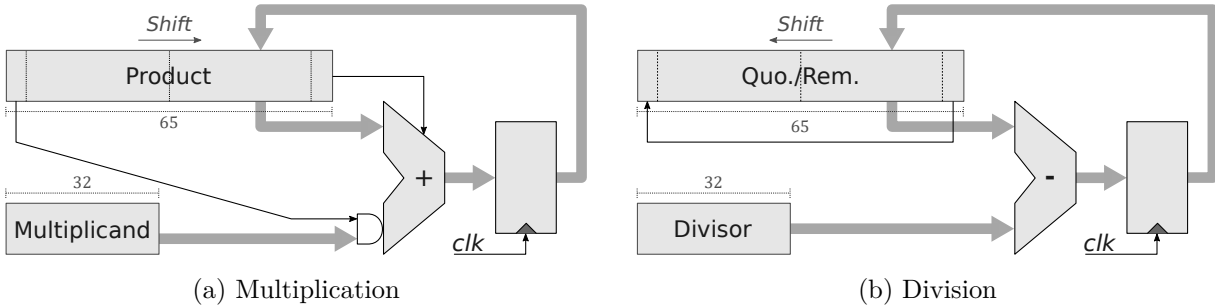 Shift
Product
65
32
Multiplicand
+
clk
(a) Multiplication
Shift
Quo./Rem.
65
32
Divisor
-
clk
(b) Division